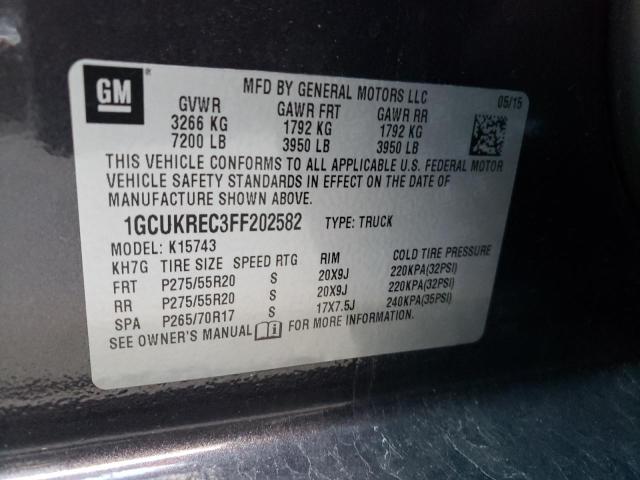 GM ®
MFD BY GENERAL MOTORS LLC 05/15
GVWR GAWR FRT GAWR RR
3266 KG 1792 KG 1792 KG
7200 LB 3950 LB 3950 LB
THIS VEHICLE CONFORMS TO ALL APPLICABLE U.S. FEDERAL MOTOR
VEHICLE SAFETY STANDARDS IN EFFECT ON THE DATE OF
MANUFACTURE SHOWN ABOVE.
1GCUKREC3FF202582 TYPE: TRUCK
MODEL: K15743
KH7G TIRE SIZE SPEED RTG RIM COLD TIRE PRESSURE
FRT P275/55R20 S 20X9J 220KPA(32PSI)
RR P275/55R20 S 20X9J 220KPA(32PSI)
SPA P265/70R17 S 17X7.5J 240KPA(35PSI)
SEE OWNER'S MANUAL FOR MORE INFORMATION.